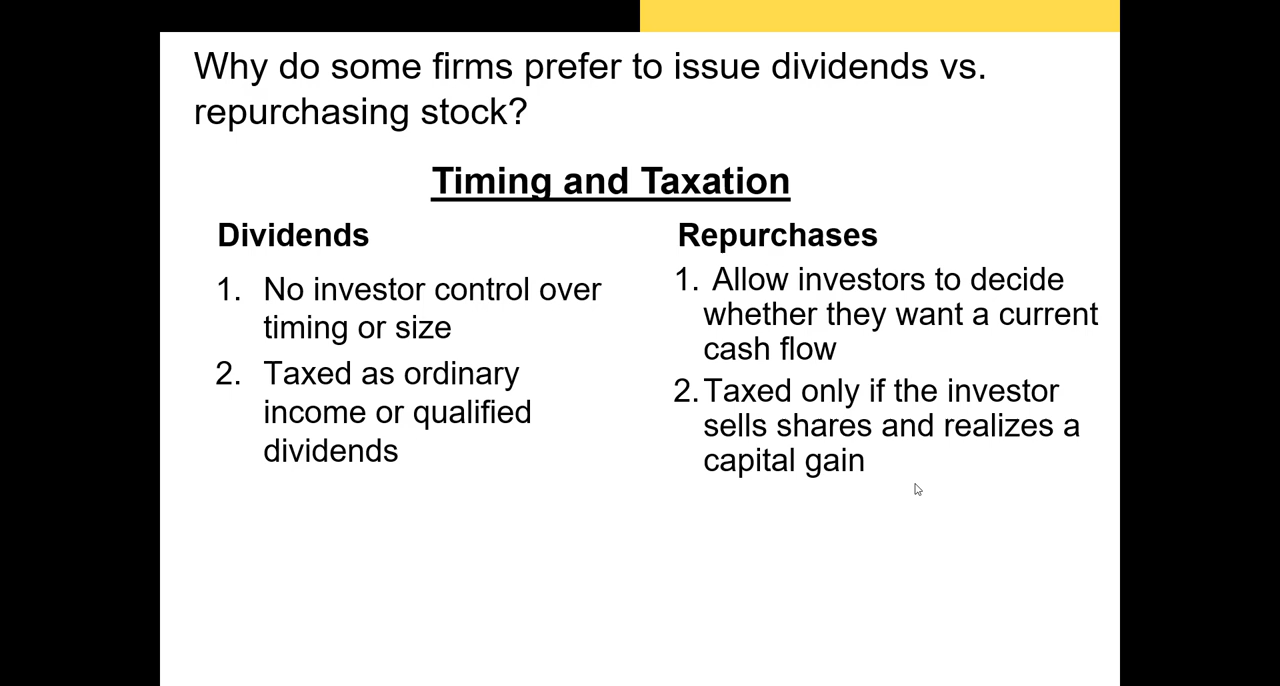 Why do some firms prefer to issue dividends vs.
repurchasing stock?
Timing and Taxation
Dividends
1. No investor control over
timing or size
2. Taxed as ordinary
income or qualified
dividends
Repurchases
1. Allow investors to decide
whether they want a current
cash flow
2. Taxed only if the investor
sells shares and realizes a
capital gain